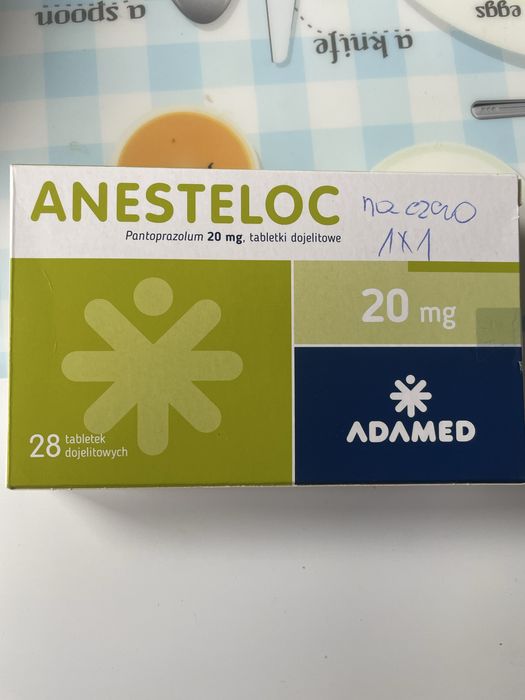 a spoon
a knife
eggs
ANESTELOC
na czczo
1x1
Pantoprazolum 20 mg, tabletki dojelitowe
20 mg
28 tabletek
dojelitowych
ADAMED